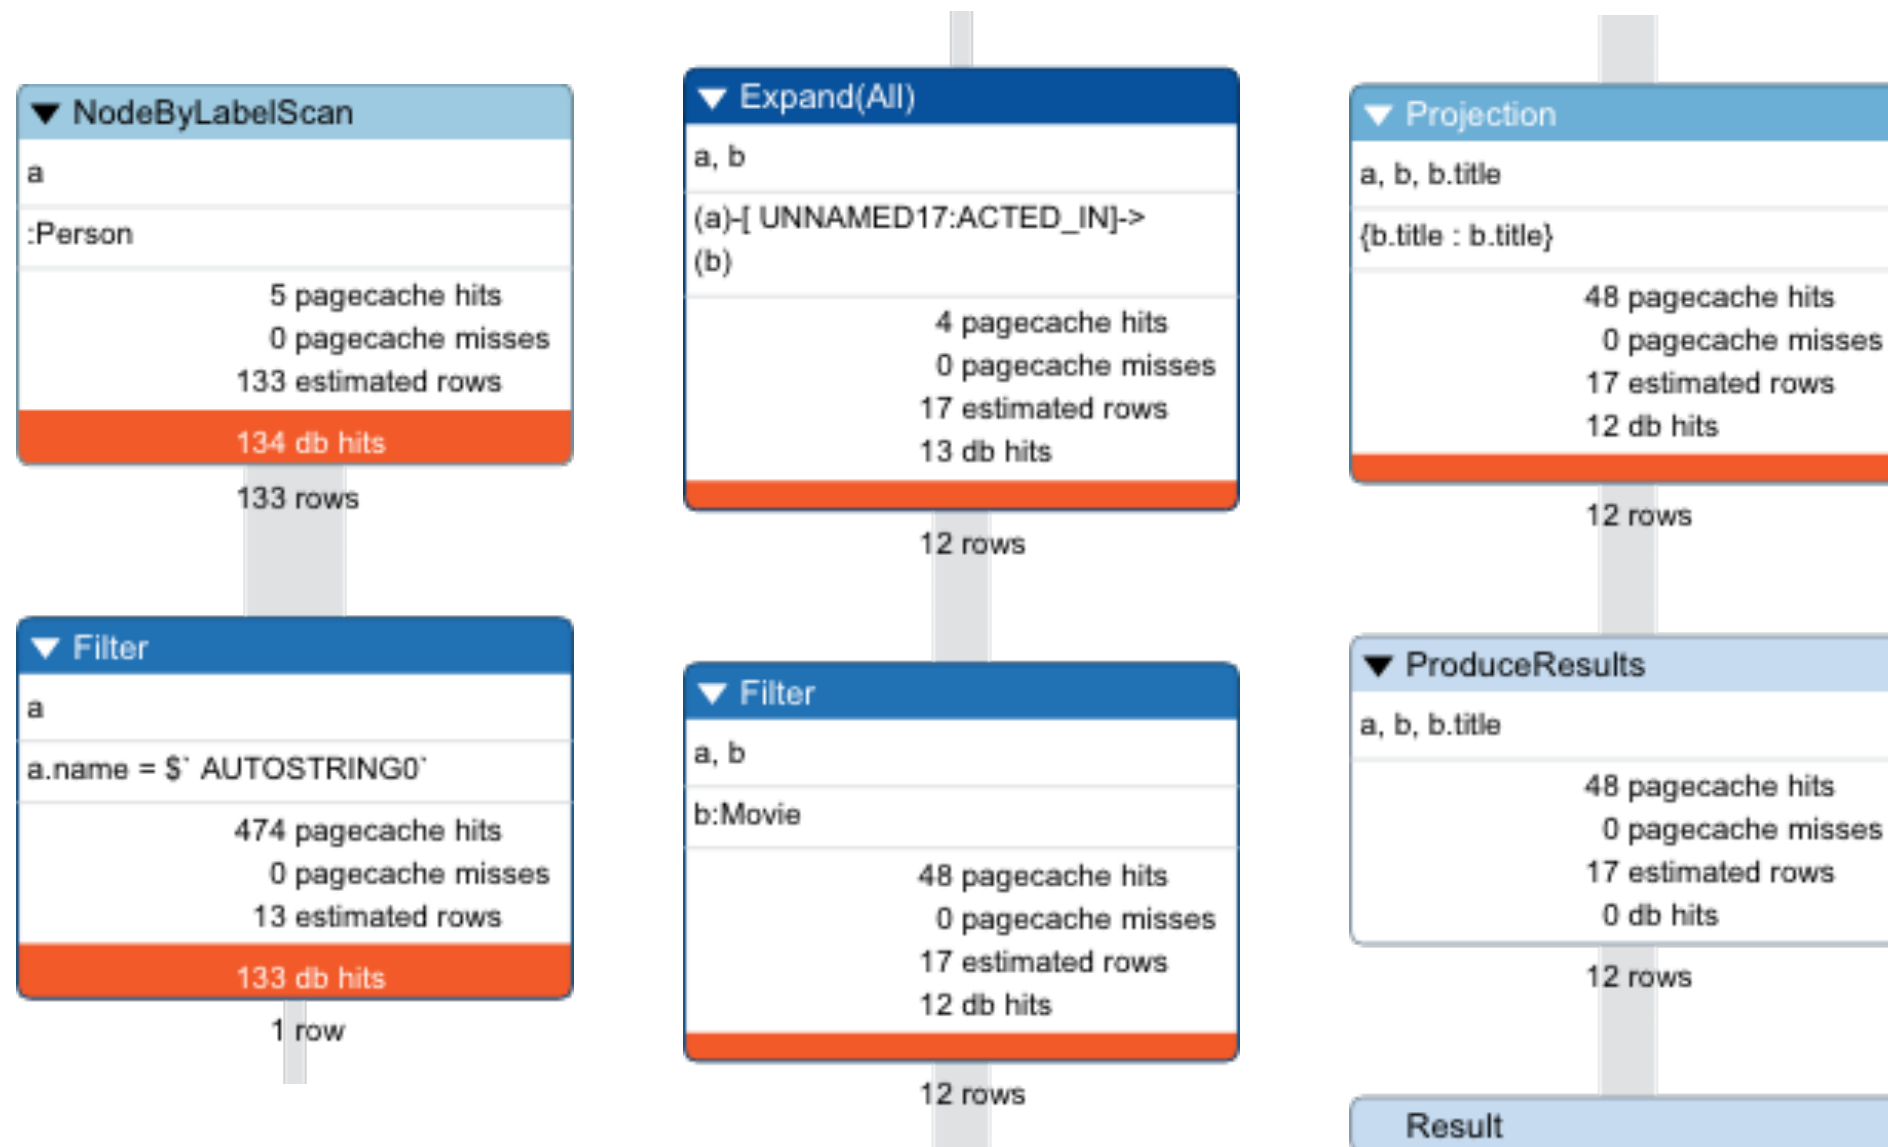 NodeByLabelScan
a
:Person
5 pagecache hits
0 pagecache misses
133 estimated rows
134 db hits
133 rows
Filter
a
a.name = $` AUTOSTRING0`
474 pagecache hits
0 pagecache misses
13 estimated rows
133 db hits
1 row
Expand(All)
a, b
(a)-[ UNNAMED17:ACTED_IN]->
(b)
4 pagecache hits
0 pagecache misses
17 estimated rows
13 db hits
12 rows
Filter
a, b
b:Movie
48 pagecache hits
0 pagecache misses
17 estimated rows
12 db hits
12 rows
Projection
a, b, b.title
{b.title : b.title}
48 pagecache hits
0 pagecache misses
17 estimated rows
12 db hits
12 rows
ProduceResults
a, b, b.title
48 pagecache hits
0 pagecache misses
17 estimated rows
0 db hits
12 rows
Result